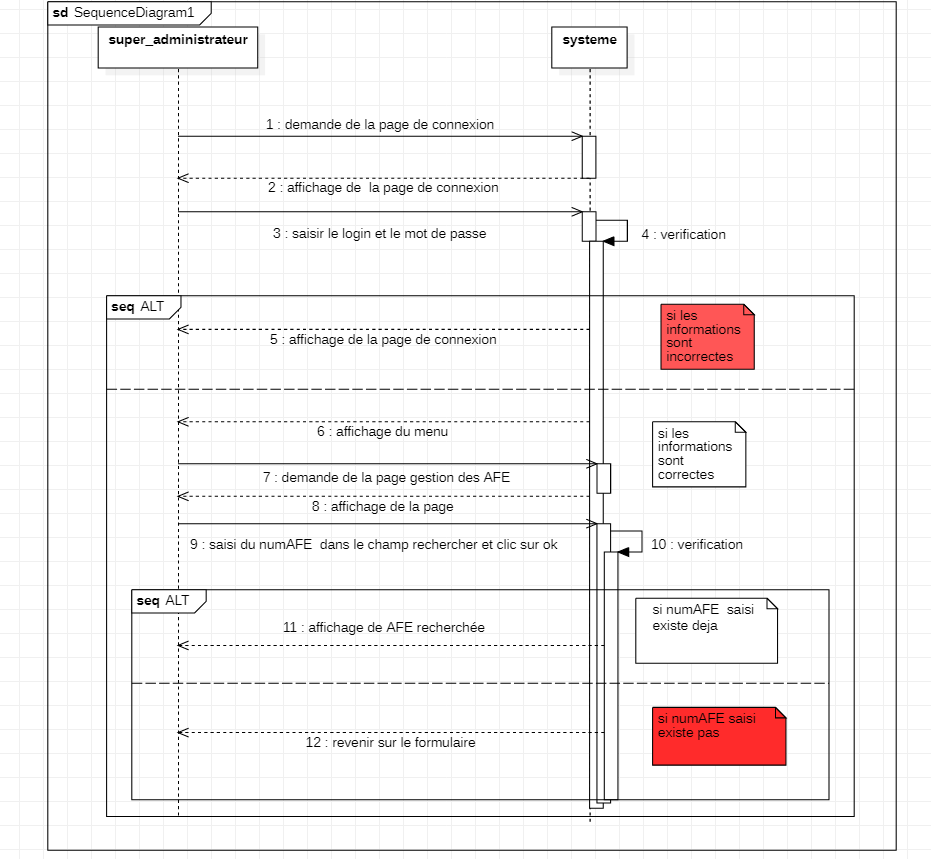 sd SequenceDiagram1
super_administrateur
systeme
1 : demande de la page de connexion
2 : affichage de  la page de connexion
3 : saisir le login et le mot de passe
4 : verification
seq ALT
si les
informations
sont
incorrectes
5 : affichage de la page de connexion
6 : affichage du menu
si les
informations
sont
correctes
7 : demande de la page gestion des AFE
8 : affichage de la page
9 : saisi du numAFE  dans le champ rechercher et clic sur ok
10 : verification
seq ALT
si numAFE  saisi
existe deja
11 : affichage de AFE recherchée
si numAFE saisi
existe pas
12 : revenir sur le formulaire